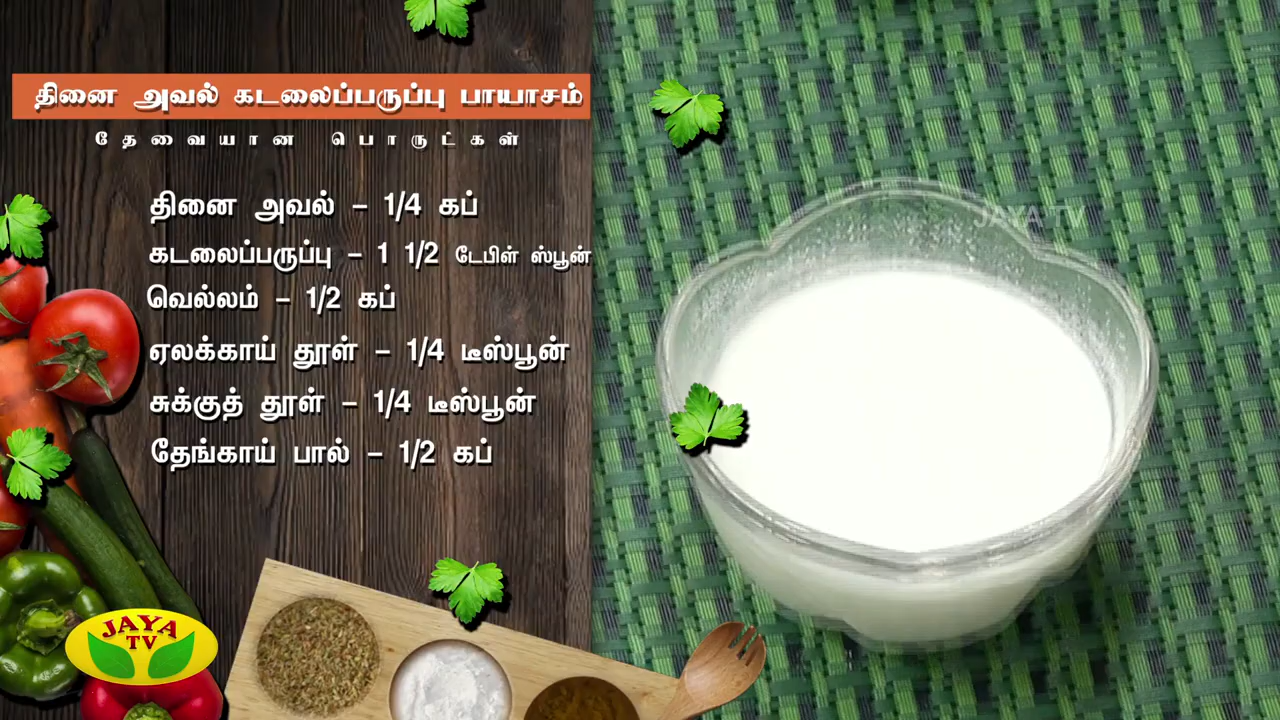 தினை அவல் கடலைப்பருப்பு பாயாசம்
தேவையான பொருட்கள்
தினை அவல் – 1/4 கப்
கடலைப்பருப்பு – 1 1/2 டேபிள் ஸ்பூன்
வெல்லம் – 1/2 கப்
ஏலக்காய் தூள் – 1/4 டீஸ்பூன்
சுக்குத் தூள் – 1/4 டீஸ்பூன்
தேங்காய் பால் – 1/2 கப்
JAYA TV
JAYA
TV